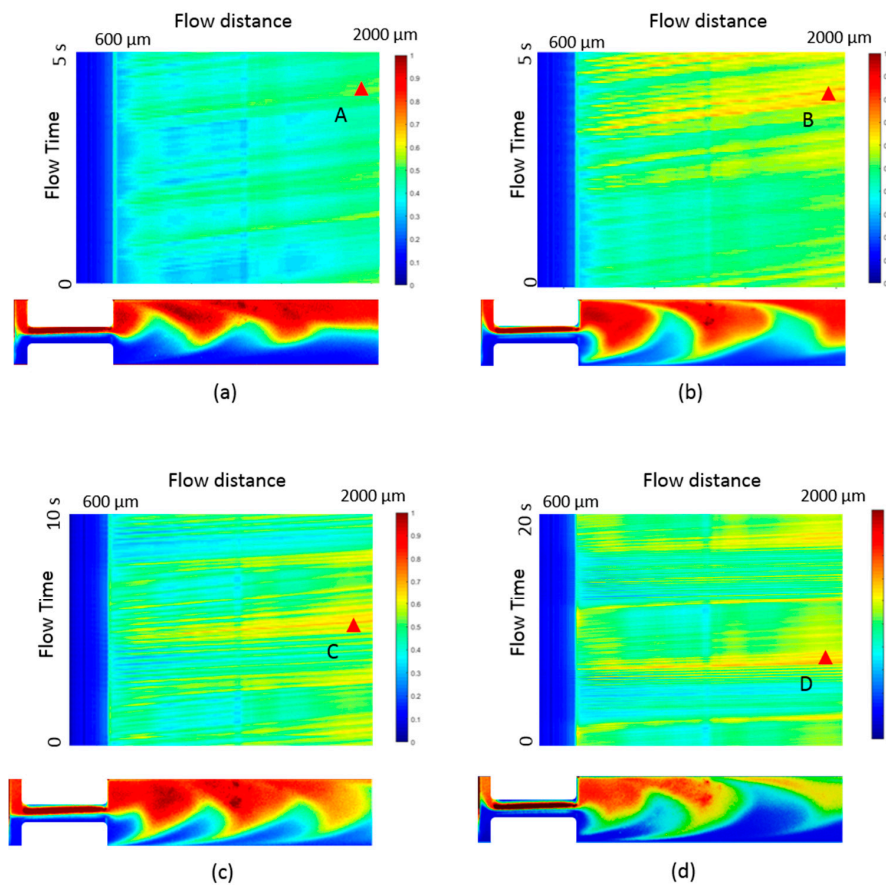 Flow distance
600 μm
2000 μm
5 s
Flow Time
0
A
1
0.9
0.8
0.7
0.6
0.5
0.4
0.3
0.2
0.1
0
(a)
Flow distance
600 μm
2000 μm
5 s
Flow Time
0
B
(b)
Flow distance
600 μm
2000 μm
10 s
Flow Time
0
C
1
0.9
0.8
0.7
0.6
0.5
0.4
0.3
0.2
0.1
0
(c)
Flow distance
600 μm
2000 μm
20 s
Flow Time
0
D
(d)